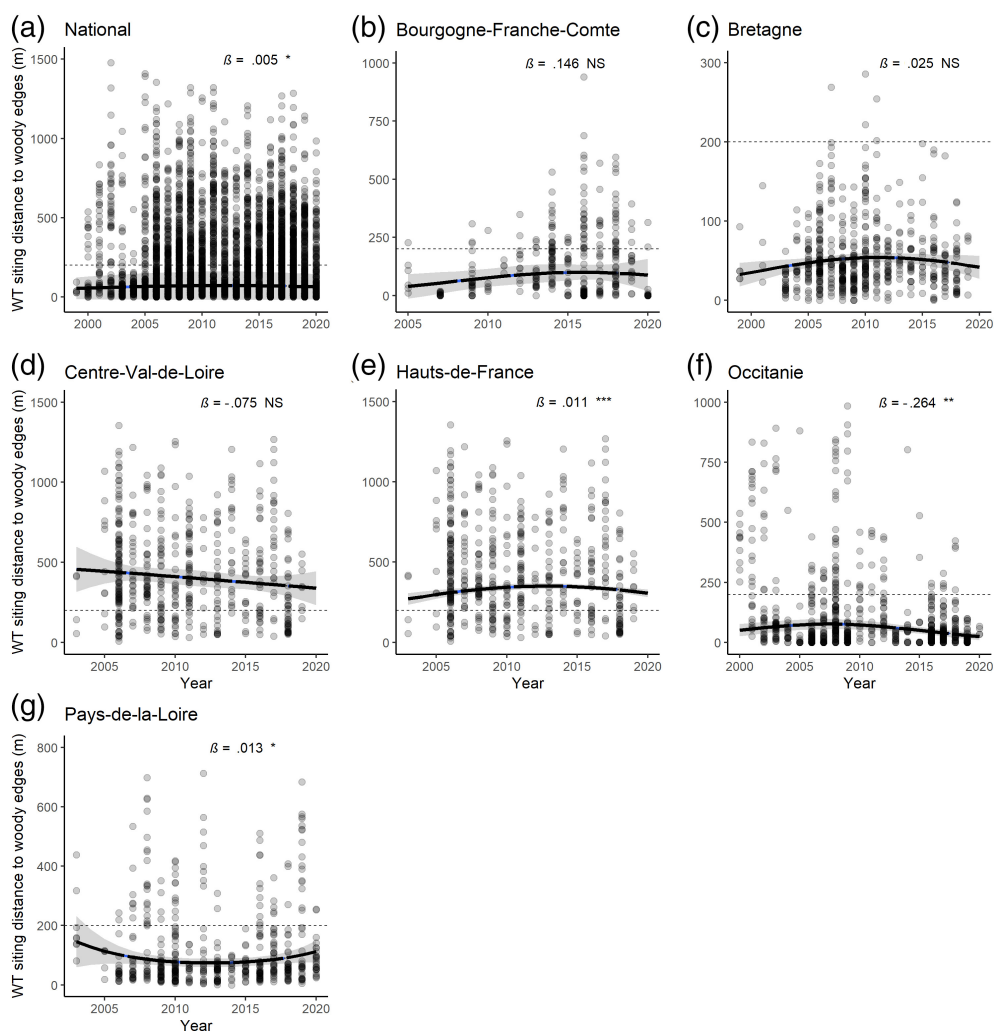 (a) National
ß = .005 *
WT siting distance to woody edges (m)
1500
1000
500
0
2000 2005 2010 2015 2020
(b) Bourgogne-Franche-Comte
ß = .146 NS
1000
750
500
250
0
2005 2010 2015 2020
(c) Bretagne
ß = .025 NS
300
200
100
0
2000 2005 2010 2015 2020
(d) Centre-Val-de-Loire
ß = -.075 NS
WT siting distance to woody edges (m)
1500
1000
500
0
2005 2010 2015 2020
Year
(e) Hauts-de-France
ß = .011 ***
1500
1000
500
0
2005 2010 2015 2020
Year
(f) Occitanie
ß = -.264 **
1000
750
500
250
0
2000 2005 2010 2015 2020
Year
(g) Pays-de-la-Loire
ß = .013 *
WT siting distance to woody edges (m)
800
600
400
200
0
2005 2010 2015 2020
Year